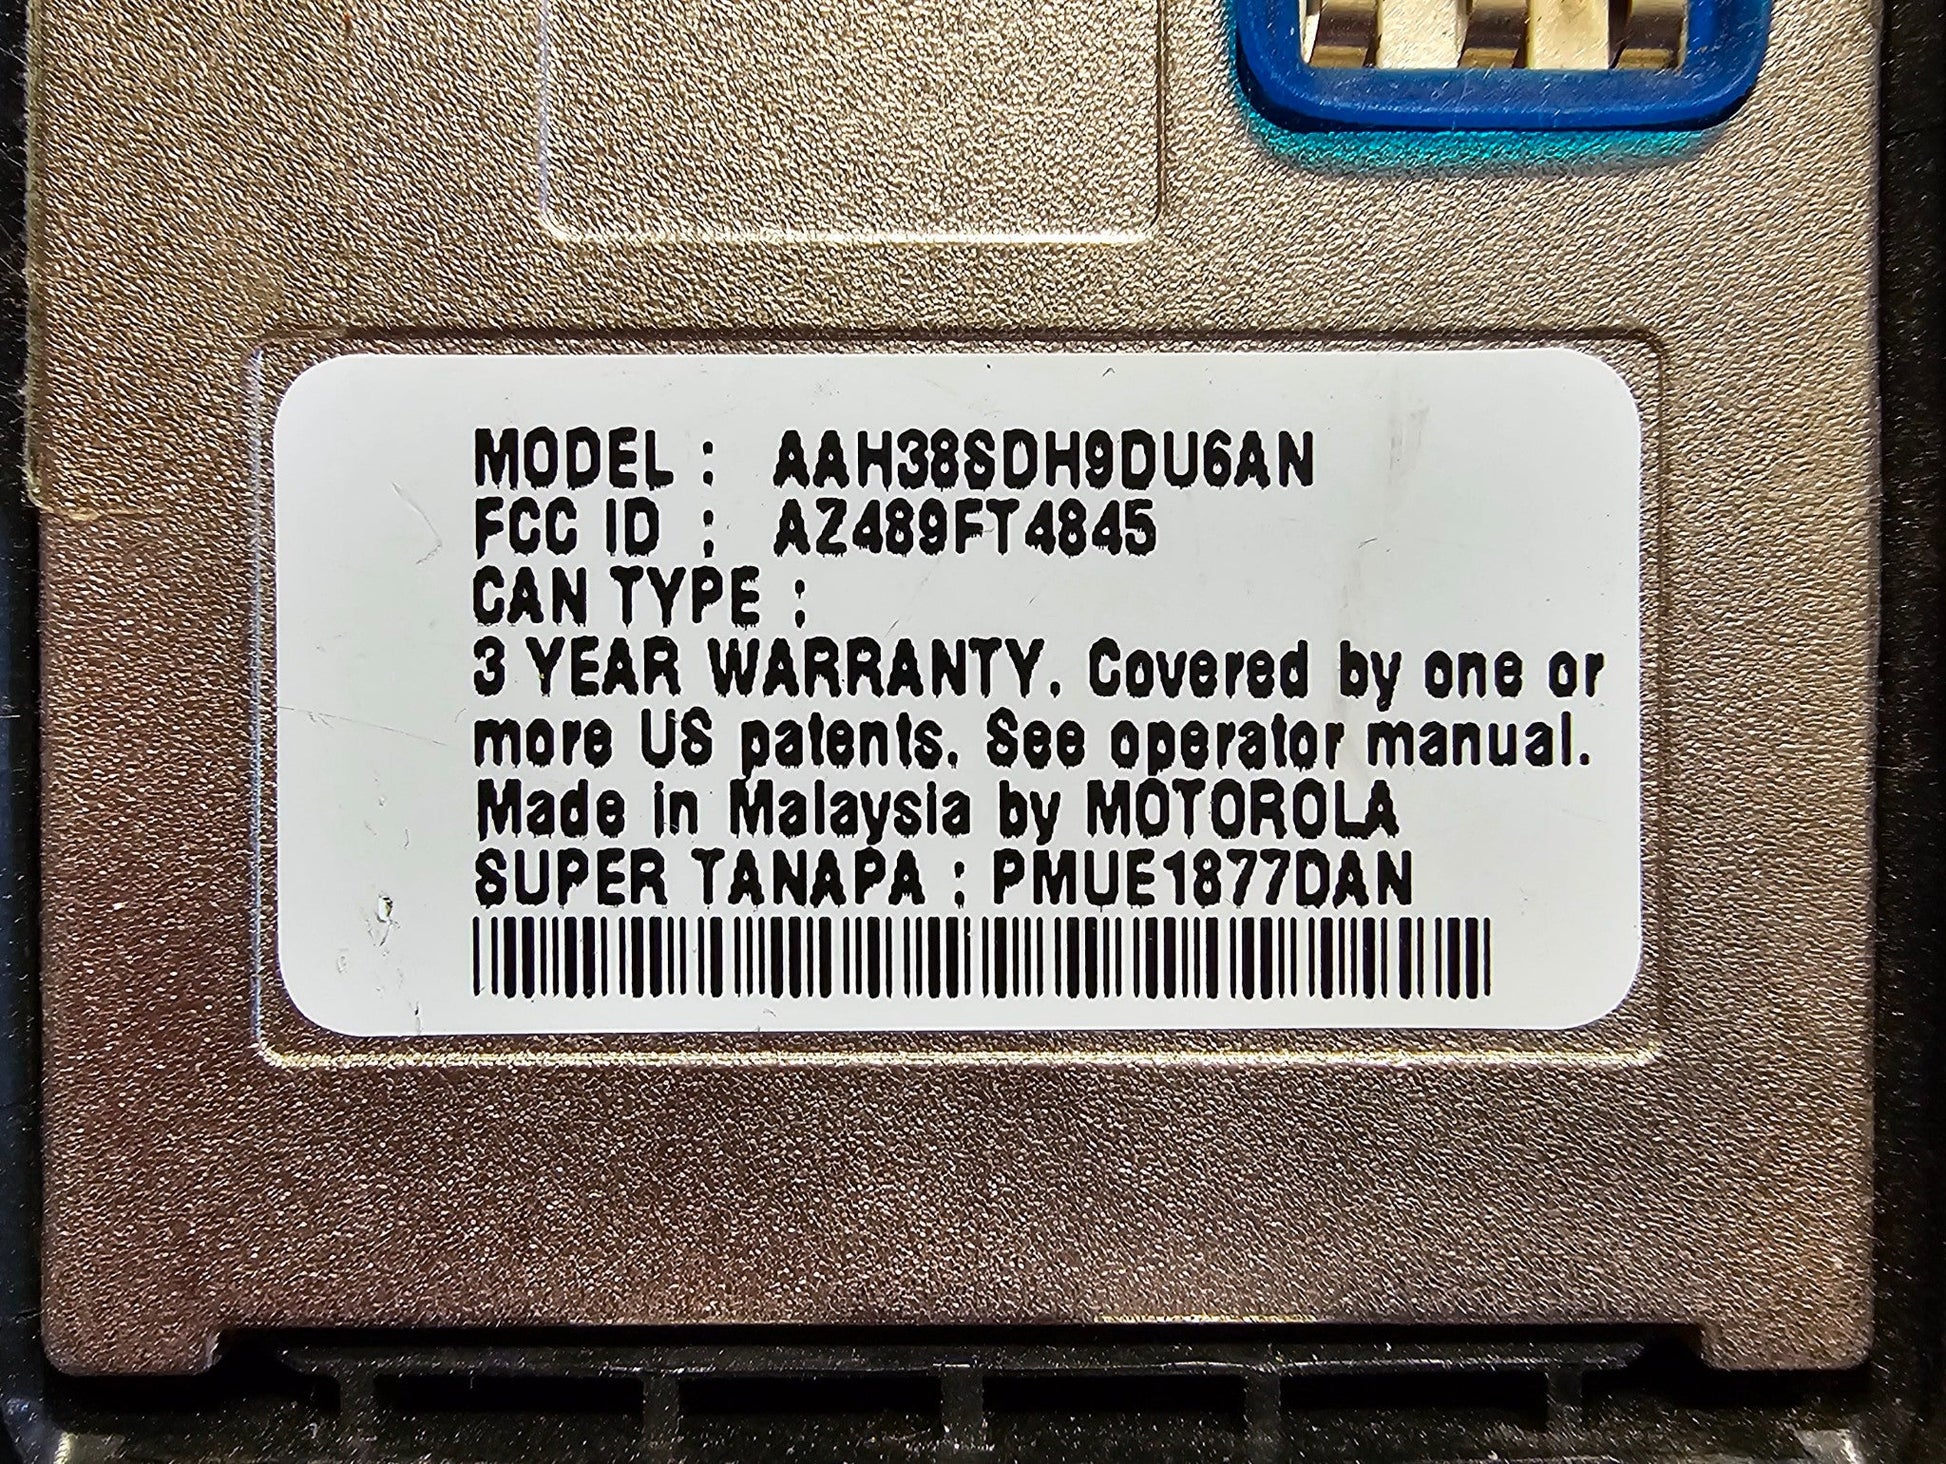 MODEL : AAH38SDH9DU6AN
FCC ID : AZ489FT4845
CAN TYPE :
3 YEAR WARRANTY. Covered by one or
more US patents. See operator manual.
Made in Malaysia by MOTOROLA
SUPER TANAPA : PMUE1877DAN